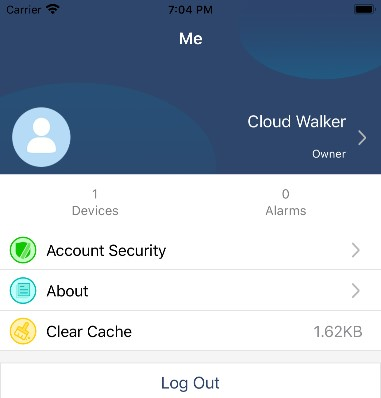 Carrier 7:04 PM
Me
Cloud Walker
Owner
1 0
Devices Alarms
Account Security
About
Clear Cache 1.62KB
Log Out